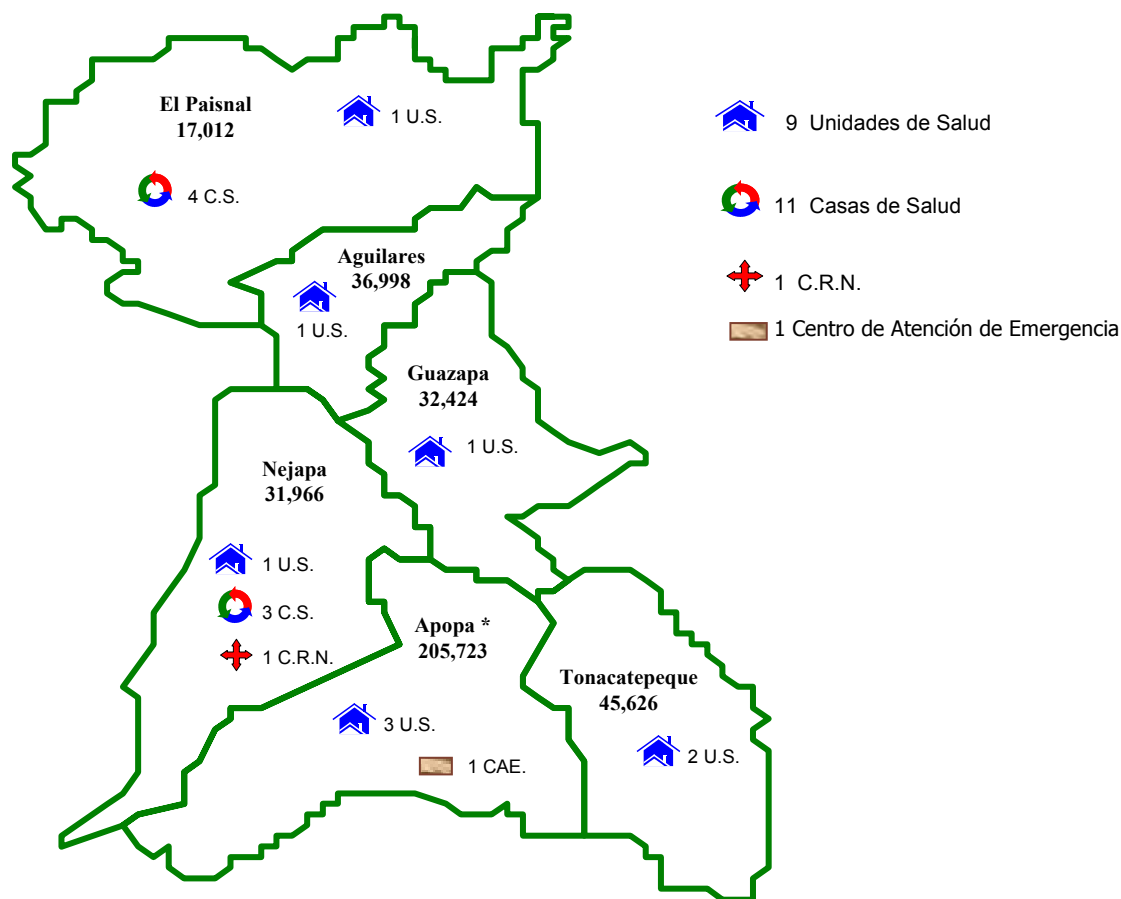 El Paisnal
17,012
1 U.S.
4 C.S.
Aguilares
36,998
1 U.S.
Guazapa
32,424
1 U.S.
Nejapa
31,966
1 U.S.
3 C.S.
1 C.R.N.
Apopa *
205,723
3 U.S.
1 CAE.
Tonacatepeque
45,626
2 U.S.
9 Unidades de Salud
11 Casas de Salud
1 C.R.N.
1 Centro de Atención de Emergencia